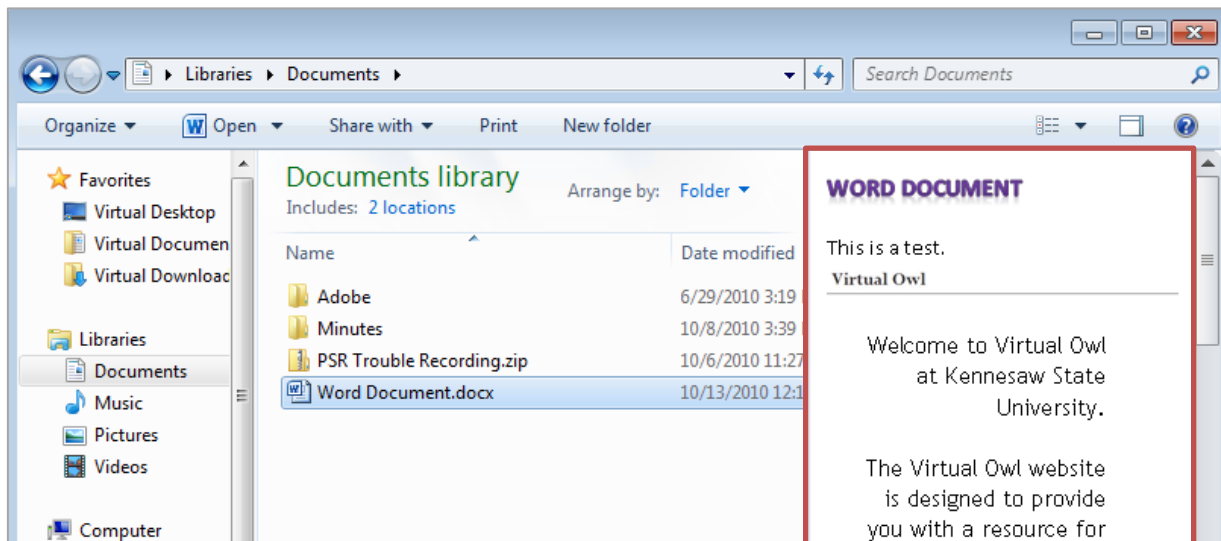 Libraries Documents
Search Documents
Organize Open Share with Print New folder
Favorites
Virtual Desktop
Virtual Documen
Virtual Downloac
Libraries
Documents
Music
Pictures
Videos
Computer
Documents library
Includes: 2 locations
Arrange by: Folder
Name Date modified
Adobe 6/29/2010 3:19
Minutes 10/8/2010 3:39
PSR Trouble Recording.zip 10/6/2010 11:27
Word Document.docx 10/13/2010 12:1
WORD DOCUMENT
This is a test.
Virtual Owl
Welcome to Virtual Owl
at Kennesaw State
University.
The Virtual Owl website
is designed to provide
you with a resource for